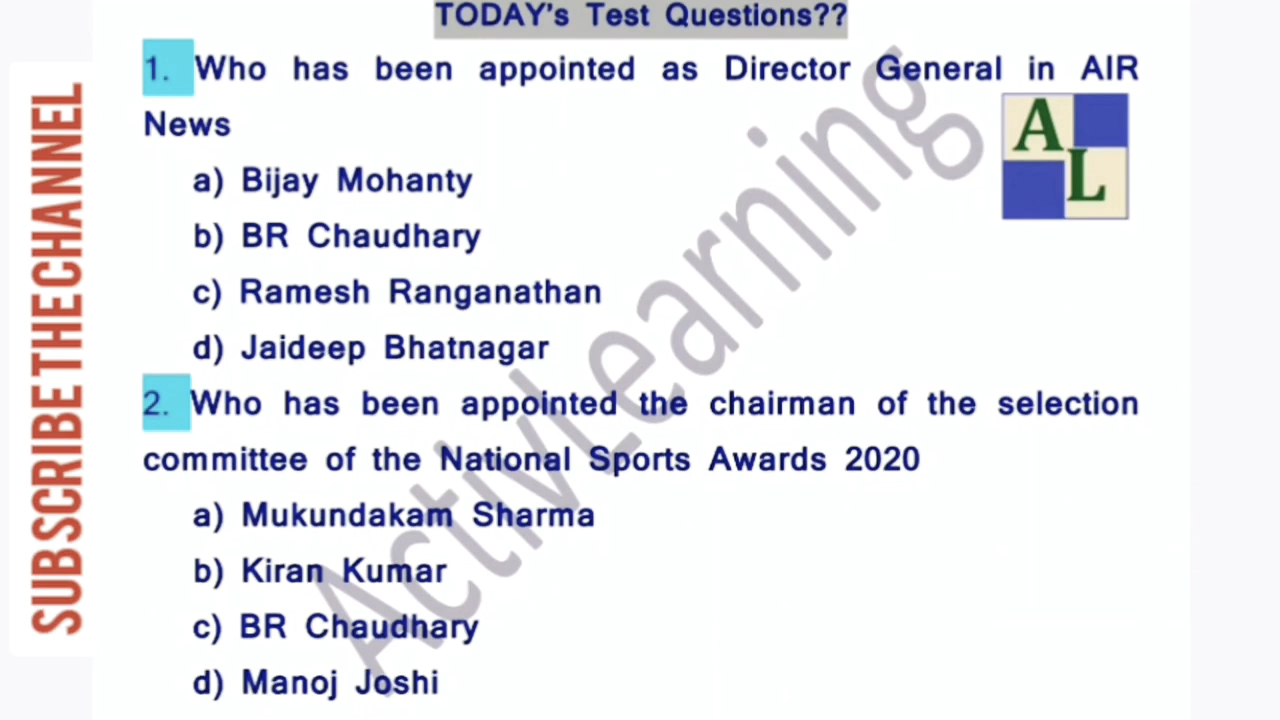 TODAY's Test Questions??
1. Who has been appointed as Director General in AIR
News
a) Bijay Mohanty
b) BR Chaudhary
c) Ramesh Ranganathan
d) Jaideep Bhatnagar
2. Who has been appointed the chairman of the selection
committee of the National Sports Awards 2020
a) Mukundakam Sharma
b) Kiran Kumar
c) BR Chaudhary
d) Manoj Joshi
SUBSCRIBE THE CHANNEL
A
L
ActivLearning